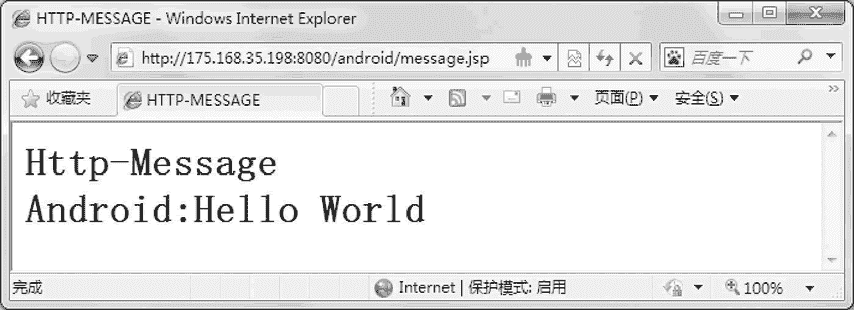 HTTP-MESSAGE - Windows Internet Explorer
http://175.168.35.198:8080/android/message.jsp 百度一下
收藏夹 HTTP-MESSAGE 页面(P) 安全(S) »
Http-Message
Android:Hello World
完成 Internet | 保护模式: 启用 100%